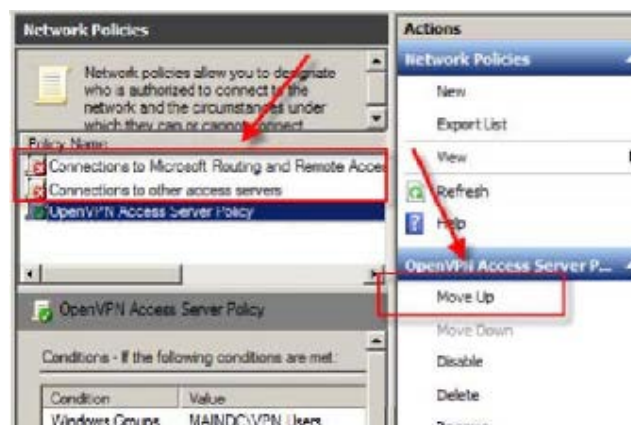 Network Policies
Network policies allow you to designate
who is authorized to connect to the
network and the circumstances under
which they can or cannot connect
Policy Name
Connections to Microsoft Routing and Remote Acces
Connections to other access servers
OpenVPN Access Server Policy
OpenVPN Access Server Policy
Conditions - If the following conditions are met:
Condition Value
Windows Groups MAINDC\VPN Users
Actions
Network Policies
New
Export List
View
Refresh
Help
OpenVPN Access Server P...
Move Up
Move Down
Disable
Delete